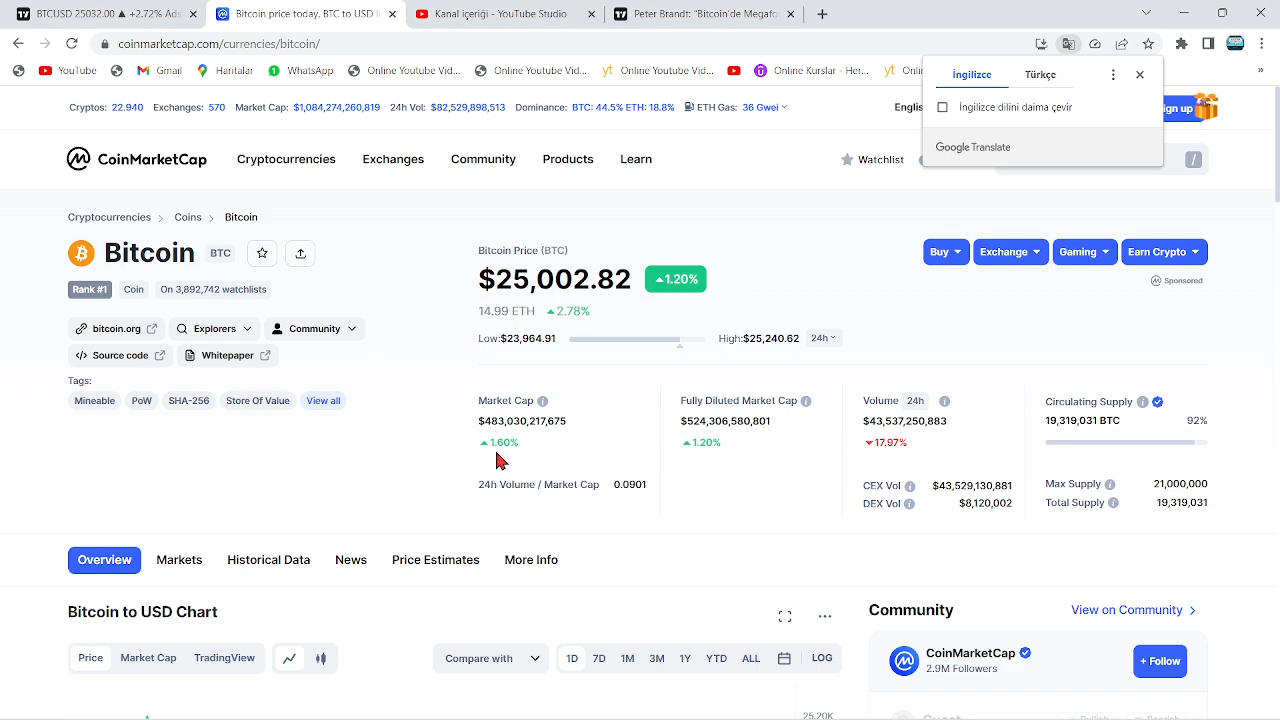 BTCUSD 25032.00 ▲ +2.72% Ads
Bitcoin price today, BTC to USD li
Kanal içeriği - YouTube Studio
Peter Brandt: "Bitcoin'de Megafo
coinmarketcap.com/currencies/bitcoin/
YouTube
Gmail
Haritalar
WhatsApp
Online Youtube Vid...
Online Youtube Vid...
yt Online Youtube Vid...
Online Kurslar - Her...
yt Onli
»
İngilizce
Türkçe
İngilizce dilini daima çevir
Google Translate
Cryptos: 22.940 Exchanges: 570 Market Cap: $1,084,274,260,819 24h Vol: $82,529,898,513 Dominance: BTC: 44.5% ETH: 18.8% ETH Gas: 36 Gwei
Englis
ign up
CoinMarketCap
Cryptocurrencies
Exchanges
Community
Products
Learn
Watchlist
/
Cryptocurrencies > Coins > Bitcoin
Bitcoin BTC
Rank #1
Coin
On 3,892,742 watchlists
bitcoin.org
Explorers
Community
</> Source code
Whitepaper
Tags:
Mineable
PoW
SHA-256
Store Of Value
View all
Bitcoin Price (BTC)
$25,002.82 ▲1.20%
14.99 ETH ▲2.78%
Low:$23,964.91
High:$25,240.62
24h
Buy
Exchange
Gaming
Earn Crypto
Sponsored
Market Cap
$483,030,217,675
▲1.60%
24h Volume / Market Cap 0.0901
Fully Diluted Market Cap
$524,306,580,801
▲1.20%
Volume 24h
$43,537,250,883
▼17.97%
CEX Vol $43,529,130,881
DEX Vol $8,120,002
Circulating Supply
19,319,031 BTC 92%
Max Supply 21,000,000
Total Supply 19,319,031
Overview
Markets
Historical Data
News
Price Estimates
More Info
Bitcoin to USD Chart
Price
Market Cap
TradingView
Compare with
1D 7D 1M 3M 1Y YTD ALL LOG
25.20K
Community
View on Community >
CoinMarketCap
2.9M Followers
+ Follow